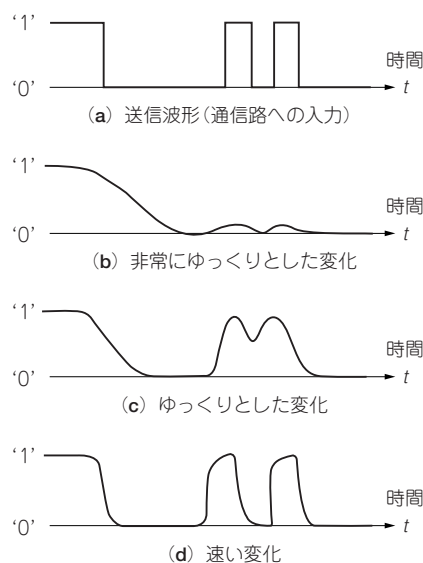 ‘1’
時間
‘0’
t
（a）送信波形（通信路への入力）
‘1’
時間
‘0’
t
（b）非常にゆっくりとした変化
‘1’
時間
‘0’
t
（c）ゆっくりとした変化
‘1’
時間
‘0’
t
（d）速い変化